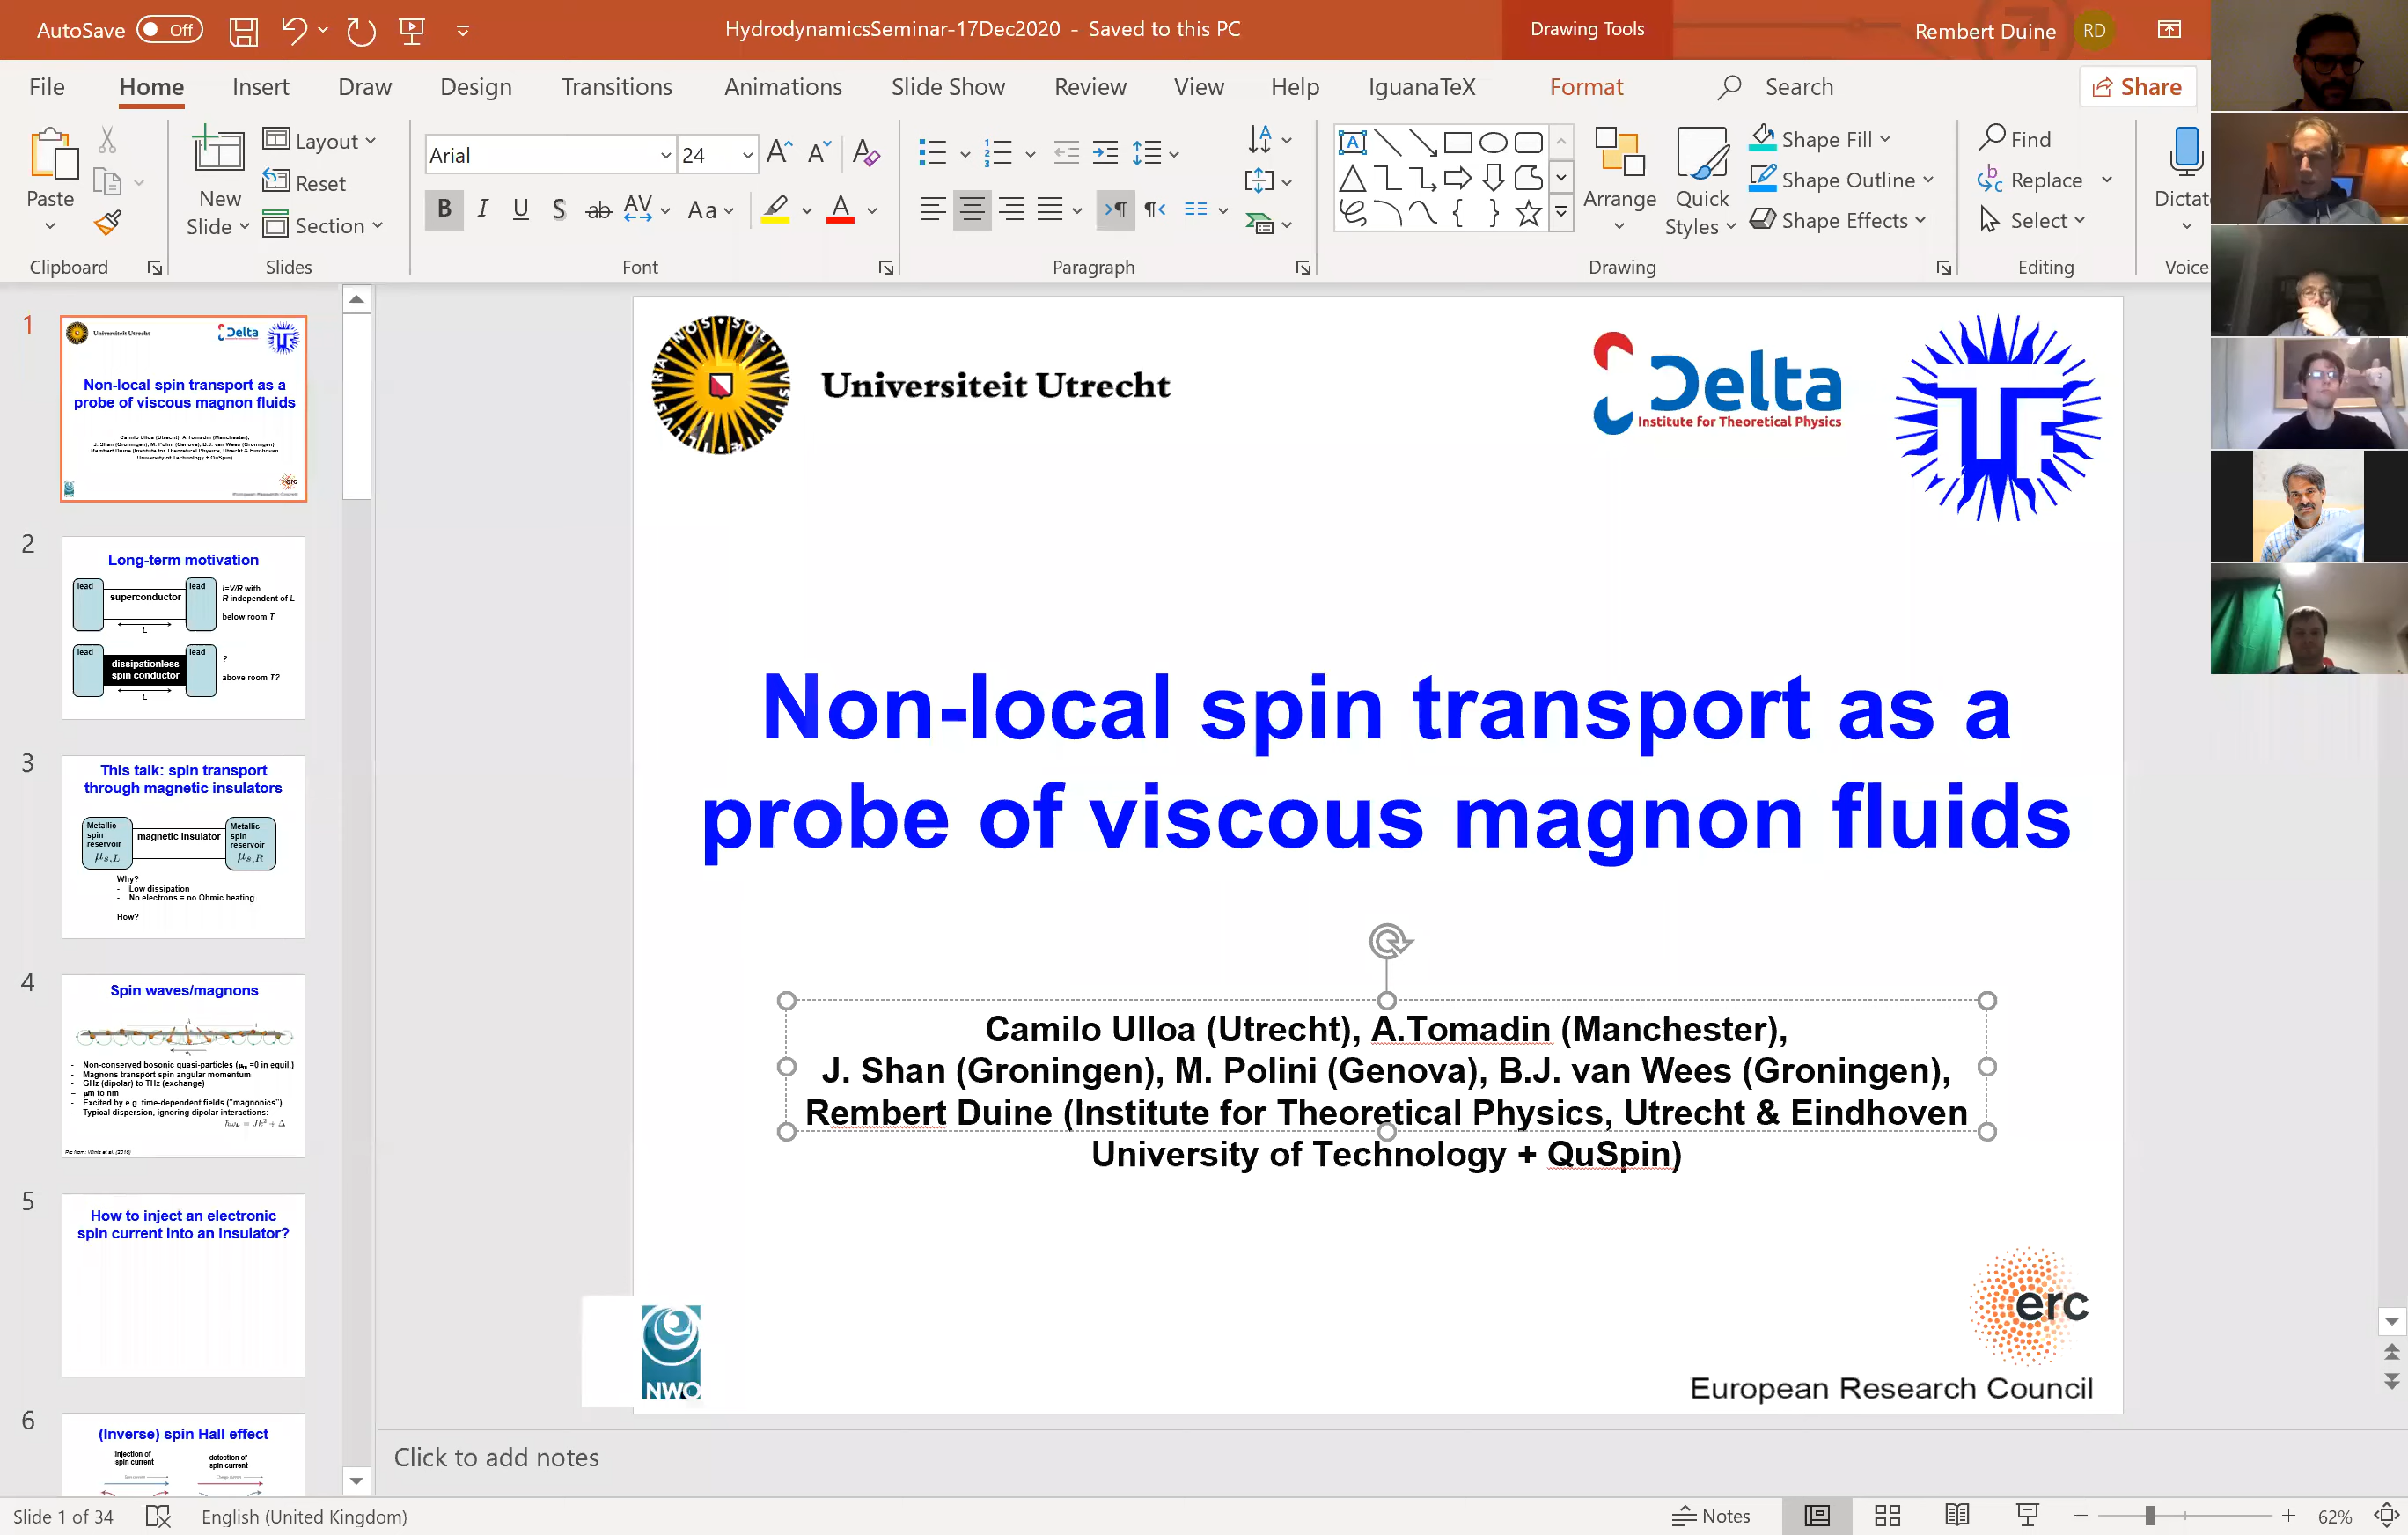 AutoSave Off
HydrodynamicsSeminar-17Dec2020 - Saved to this PC
Drawing Tools
Rembert Duine RD
File Home Insert Draw Design Transitions Animations Slide Show Review View Help IguanaTeX Format Search Share
Paste
Clipboard
New Slide
Layout
Reset
Section
Slides
Arial 24
B I U S ab AV Aa A
Font
Paragraph
Arrange
Quick Styles
Shape Fill
Shape Outline
Shape Effects
Drawing
Find
Replace
Select
Editing
Dictat
Voice
1
Universiteit Utrecht
Delta
Non-local spin transport as a
probe of viscous magnon fluids
Camilo Ulloa (Utrecht), A.Tomadin (Manchester),
J. Shan (Groningen), M. Polini (Genova), B.J. van Wees (Groningen),
Rembert Duine (Institute for Theoretical Physics, Utrecht & Eindhoven
University of Technology + QuSpin)
erc
European Research Council
2
Long-term motivation
lead superconductor lead
L
I=V/R with
R independent of L
below room T
lead dissipationless lead
spin conductor
L
?
above room T?
3
This talk: spin transport
through magnetic insulators
Metallic
spin
reservoir
μs,L
magnetic insulator
Metallic
spin
reservoir
μs,R
Why?
- Low dissipation
- No electrons = no Ohmic heating
How?
4
Spin waves/magnons
- Non-conserved bosonic quasi-particles (μm =0 in equil.)
- Magnons transport spin angular momentum
- GHz (dipolar) to THz (exchange)
- μm to nm
- Excited by e.g. time-dependent fields ("magnonics")
- Typical dispersion, ignoring dipolar interactions:
ħωk = Jk² + Δ
5
How to inject an electronic
spin current into an insulator?
6
(Inverse) spin Hall effect
injection of
spin current
detection of
spin current
Universiteit Utrecht
Delta
Institute for Theoretical Physics
Non-local spin transport as a
probe of viscous magnon fluids
Camilo Ulloa (Utrecht), A.Tomadin (Manchester),
J. Shan (Groningen), M. Polini (Genova), B.J. van Wees (Groningen),
Rembert Duine (Institute for Theoretical Physics, Utrecht & Eindhoven
University of Technology + QuSpin)
NWO
erc
European Research Council
Click to add notes
Slide 1 of 34
English (United Kingdom)
Notes
62%